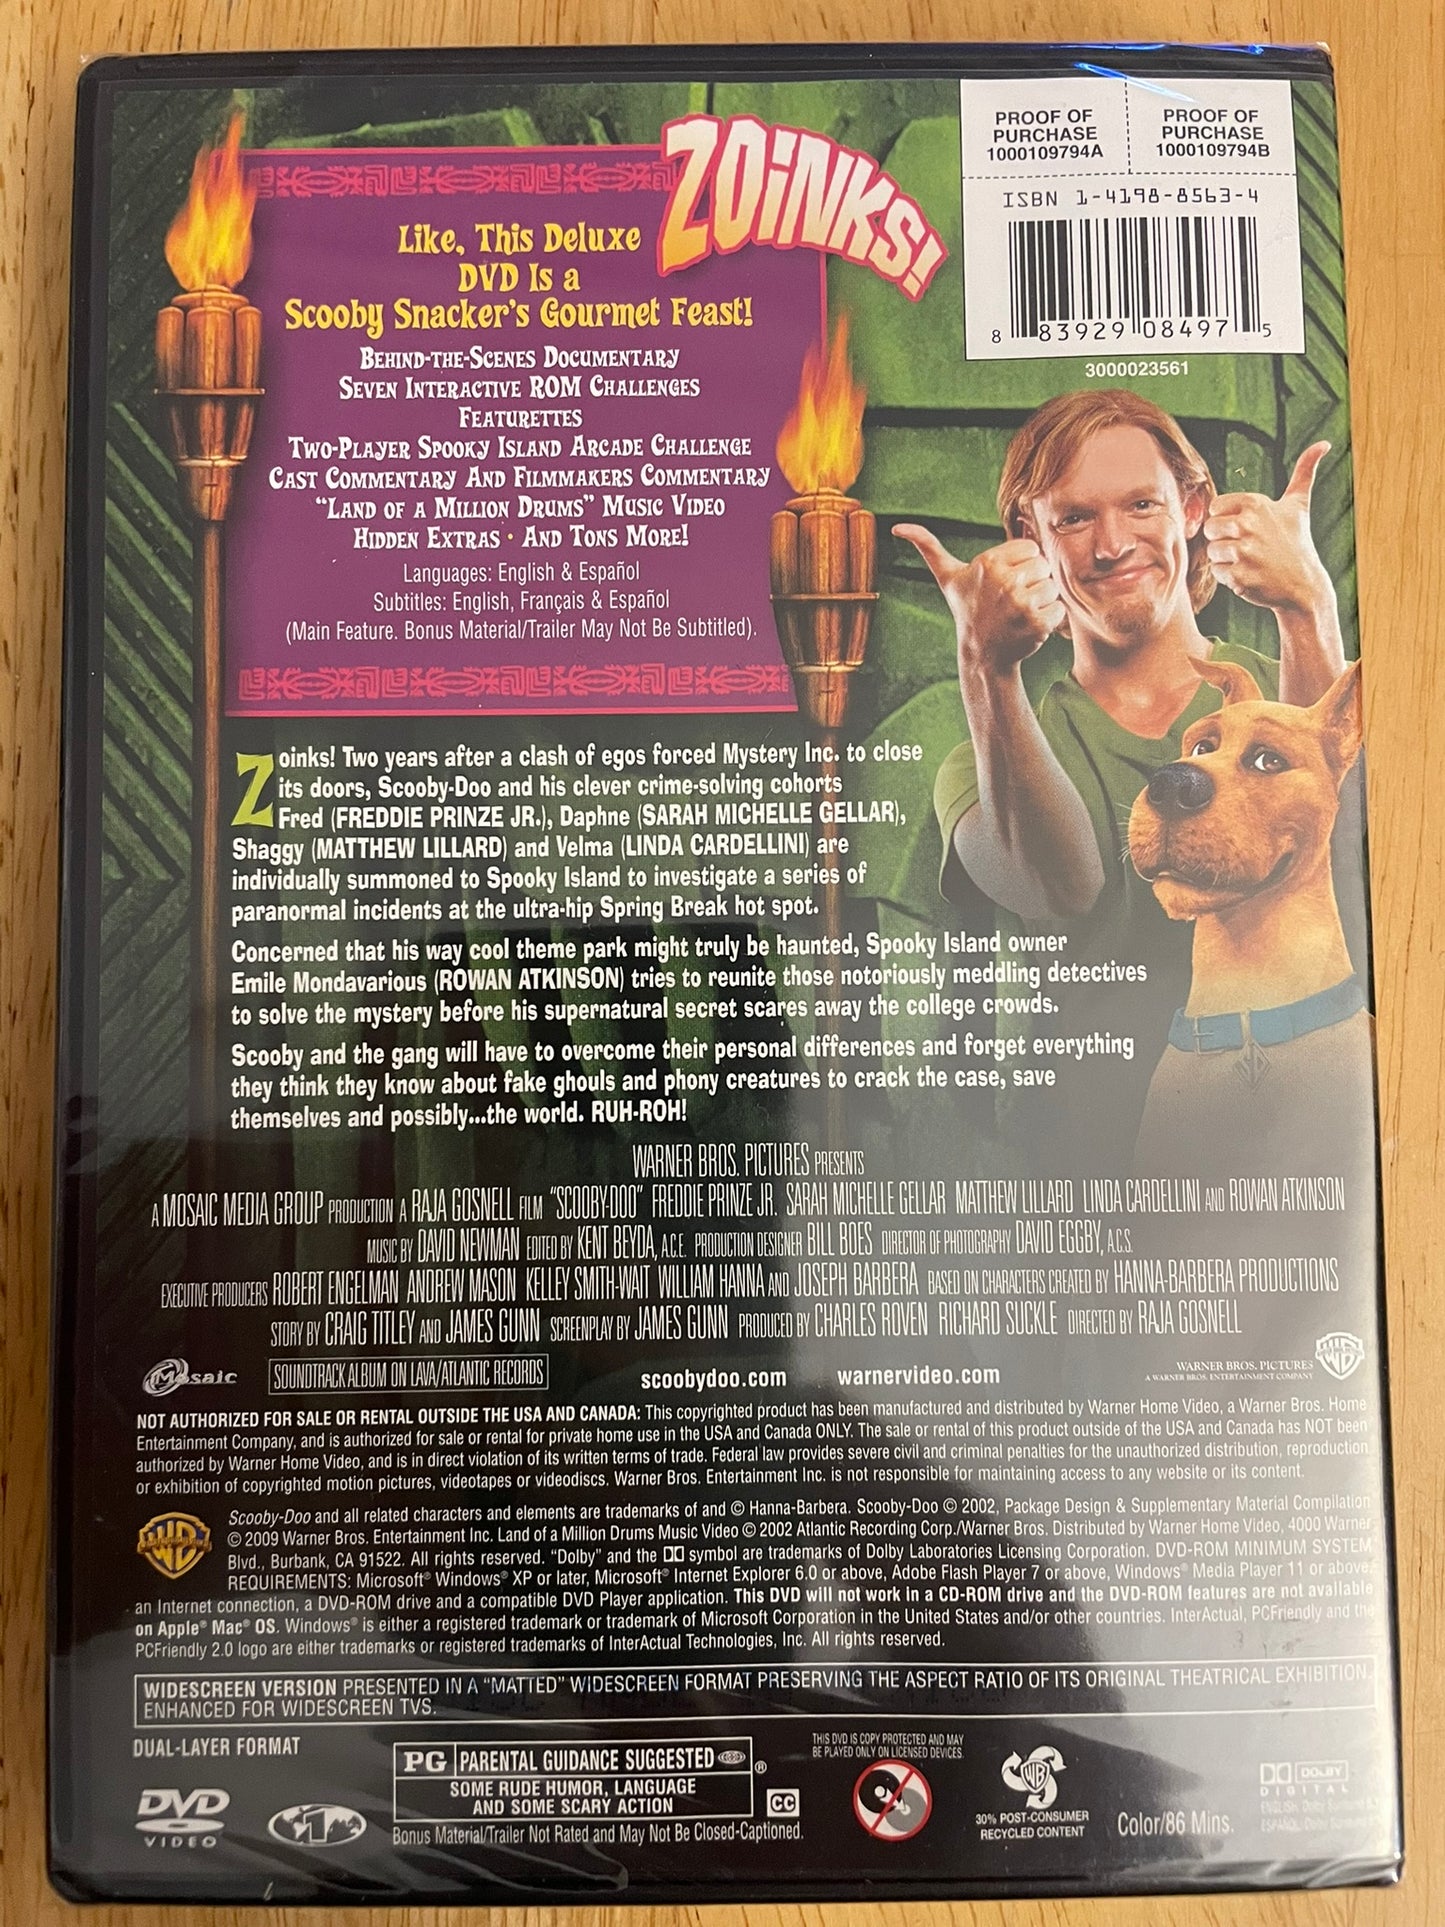 ZOiNKS!
PROOF OF PURCHASE 1000109794A
PROOF OF PURCHASE 1000109794B
ISBN 1-4198-8563-4
8 83929 08497 5
3000023561
Like, This Deluxe
DVD Is a
Scooby Snacker's Gourmet Feast!
Behind-the-Scenes Documentary
Seven Interactive ROM Challenges
Featurettes
Two-Player Spooky Island Arcade Challenge
Cast Commentary And Filmmakers Commentary
"Land of a Million Drums" Music Video
Hidden Extras • And Tons More!
Languages: English & Español
Subtitles: English, Français & Español
(Main Feature. Bonus Material/Trailer May Not Be Subtitled).
Zoinks! Two years after a clash of egos forced Mystery Inc. to close
its doors, Scooby-Doo and his clever crime-solving cohorts
Fred (FREDDIE PRINZE JR.), Daphne (SARAH MICHELLE GELLAR),
Shaggy (MATTHEW LILLARD) and Velma (LINDA CARDELLINI) are
individually summoned to Spooky Island to investigate a series of
paranormal incidents at the ultra-hip Spring Break hot spot.
Concerned that his way cool theme park might truly be haunted, Spooky Island owner
Emile Mondavarious (ROWAN ATKINSON) tries to reunite those notoriously meddling detectives
to solve the mystery before his supernatural secret scares away the college crowds.
Scooby and the gang will have to overcome their personal differences and forget everything
they think they know about fake ghouls and phony creatures to crack the case, save
themselves and possibly...the world. RUH-ROH!
WARNER BROS. PICTURES PRESENTS
A MOSAIC MEDIA GROUP PRODUCTION A RAJA GOSNELL FILM "SCOOBY-DOO" FREDDIE PRINZE JR. SARAH MICHELLE GELLAR MATTHEW LILLARD LINDA CARDELLINI AND ROWAN ATKINSON
MUSIC BY DAVID NEWMAN EDITED BY KENT BEYDA, A.C.E. PRODUCTION DESIGNER BILL BOES DIRECTOR OF PHOTOGRAPHY DAVID EGGBY, A.C.S.
EXECUTIVE PRODUCERS ROBERT ENGELMAN ANDREW MASON KELLEY SMITH-WAIT WILLIAM HANNA AND JOSEPH BARBERA BASED ON CHARACTERS CREATED BY HANNA-BARBERA PRODUCTIONS
STORY BY CRAIG TITLEY AND JAMES GUNN SCREENPLAY BY JAMES GUNN PRODUCED BY CHARLES ROVEN RICHARD SUCKLE DIRECTED BY RAJA GOSNELL
Mosaic SOUNDTRACK ALBUM ON LAVA/ATLANTIC RECORDS scoobydoo.com warnervideo.com WARNER BROS. PICTURES
A WARNER BROS. ENTERTAINMENT COMPANY
NOT AUTHORIZED FOR SALE OR RENTAL OUTSIDE THE USA AND CANADA: This copyrighted product has been manufactured and distributed by Warner Home Video, a Warner Bros. Home
Entertainment Company, and is authorized for sale or rental for private home use in the USA and Canada ONLY. The sale or rental of this product outside of the USA and Canada has NOT been
authorized by Warner Home Video, and is in direct violation of its written terms of trade. Federal law provides severe civil and criminal penalties for the unauthorized distribution, reproduction
or exhibition of copyrighted motion pictures, videotapes or videodiscs. Warner Bros. Entertainment Inc. is not responsible for maintaining access to any website or its content.
Scooby-Doo and all related characters and elements are trademarks of and © Hanna-Barbera. Scooby-Doo © 2002, Package Design & Supplementary Material Compilation
© 2009 Warner Bros. Entertainment Inc. Land of a Million Drums Music Video © 2002 Atlantic Recording Corp./Warner Bros. Distributed by Warner Home Video, 4000 Warner
Blvd., Burbank, CA 91522. All rights reserved. "Dolby" and the DD symbol are trademarks of Dolby Laboratories Licensing Corporation. DVD-ROM MINIMUM SYSTEM
REQUIREMENTS: Microsoft® Windows® XP or later, Microsoft® Internet Explorer 6.0 or above, Adobe Flash Player 7 or above, Windows® Media Player 11 or above,
an Internet connection, a DVD-ROM drive and a compatible DVD Player application. This DVD will not work in a CD-ROM drive and the DVD-ROM features are not available
on Apple® Mac® OS. Windows® is either a registered trademark or trademark of Microsoft Corporation in the United States and/or other countries. InterActual, PCFriendly and the
PCFriendly 2.0 logo are either trademarks or registered trademarks of InterActual Technologies, Inc. All rights reserved.
WIDESCREEN VERSION PRESENTED IN A "MATTED" WIDESCREEN FORMAT PRESERVING THE ASPECT RATIO OF ITS ORIGINAL THEATRICAL EXHIBITION.
ENHANCED FOR WIDESCREEN TVS.
DUAL-LAYER FORMAT
DVD
VIDEO
1
PG PARENTAL GUIDANCE SUGGESTED ®
SOME RUDE HUMOR, LANGUAGE
AND SOME SCARY ACTION
CC
Bonus Material/Trailer Not Rated and May Not Be Closed-Captioned.
THIS DVD IS COPY PROTECTED AND MAY
BE PLAYED ONLY ON LICENSED DEVICES.
WB
30% POST-CONSUMER
RECYCLED CONTENT
Color/86 Mins.
DOLBY
DIGITAL